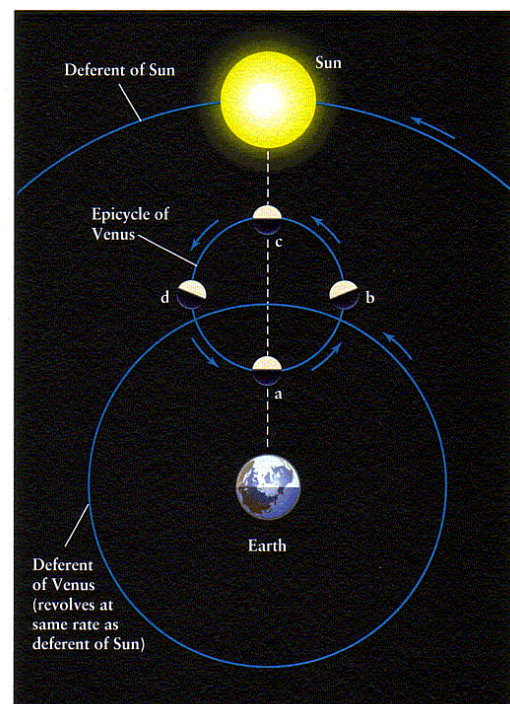 Sun
Deferent of Sun
Epicycle of
Venus
c
d
b
a
Earth
Deferent
of Venus
(revolves at
same rate as
deferent of Sun)